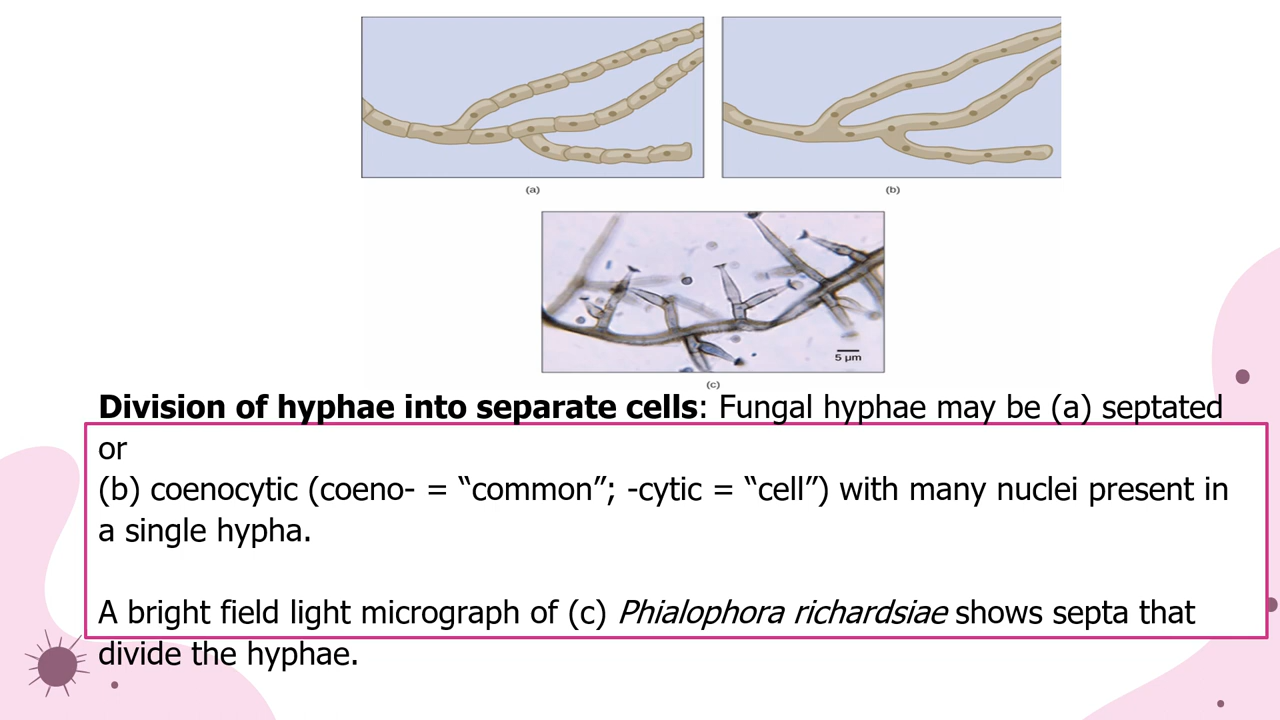 (a)
(b)
5 µm
(c)
Division of hyphae into separate cells: Fungal hyphae may be (a) septated
or
(b) coenocytic (coeno- = “common”; -cytic = “cell”) with many nuclei present in
a single hypha.
A bright field light micrograph of (c) Phialophora richardsiae shows septa that
divide the hyphae.